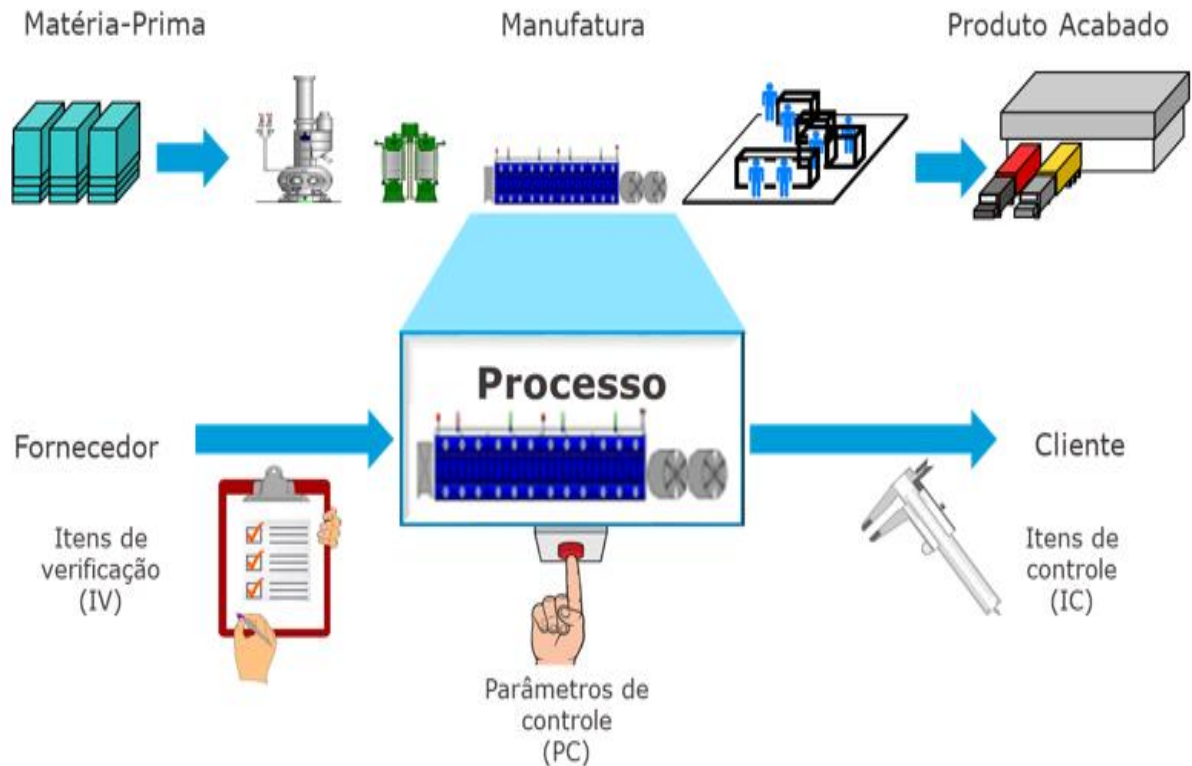 Matéria-Prima
Manufatura
Produto Acabado
Processo
Fornecedor
Cliente
Itens de
verificação
(IV)
Itens de
controle
(IC)
Parâmetros de
controle
(PC)